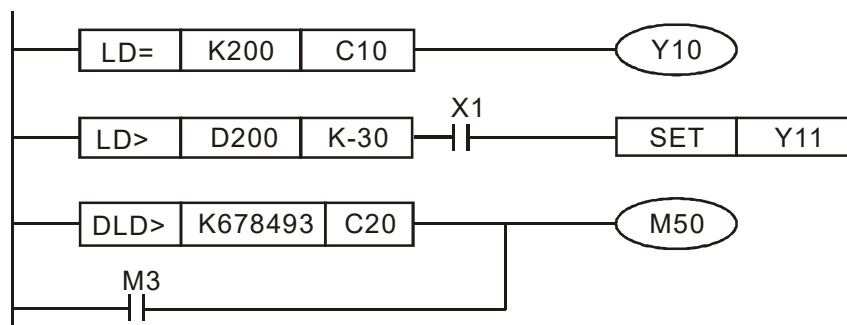 LD= K200 C10 Y10
X1
LD> D200 K-30 SET Y11
DLD> K678493 C20 M50
M3